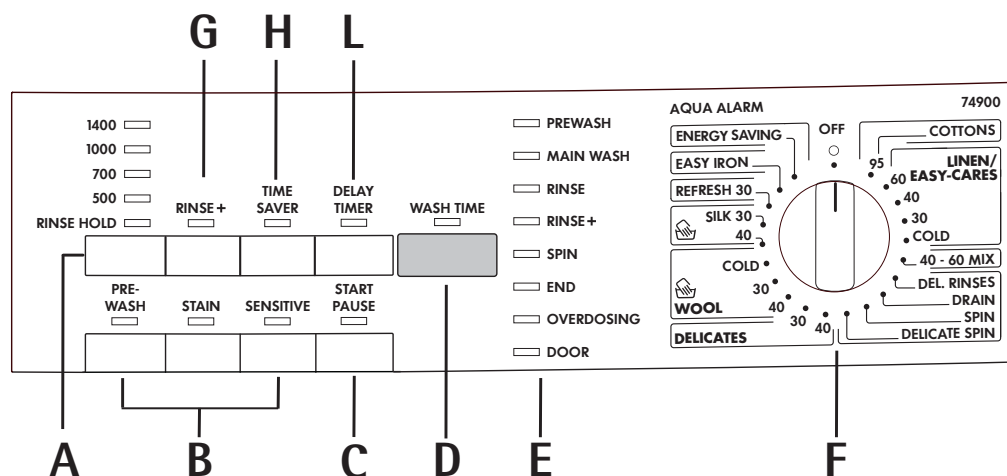 G H L
1400
1000
700
500
RINSE HOLD
RINSE+
TIME
SAVER
DELAY
TIMER
WASH TIME
PRE-
WASH
STAIN
SENSITIVE
START
PAUSE
PREWASH
MAIN WASH
RINSE
RINSE+
SPIN
END
OVERDOSING
DOOR
AQUA ALARM
74900
OFF
ENERGY SAVING
EASY IRON
REFRESH 30
SILK 30
40
COLD
30
40
WOOL
30
40
DELICATES
COTTONS
95
60
LINEN/
EASY-CARES
40
30
COLD
40 - 60 MIX
DEL. RINSES
DRAIN
SPIN
DELICATE SPIN
A B C D E F